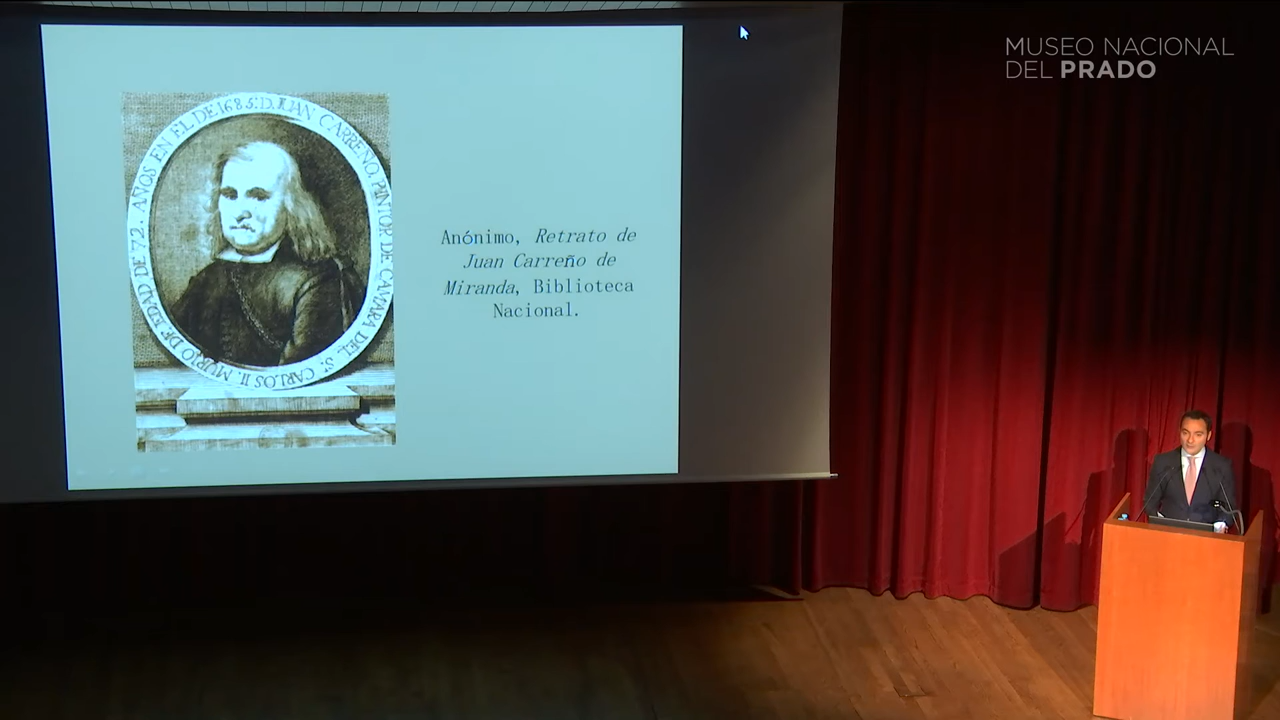 MUSEO NACIONAL
DEL PRADO
AÑOS EN EL DE 1685: D. JUAN CARREÑO, PINTOR DE CAMARA DEL S. CARLOS II. MURIO DE EDAD DE 72.
Anónimo, Retrato de
Juan Carreño de
Miranda, Biblioteca
Nacional.